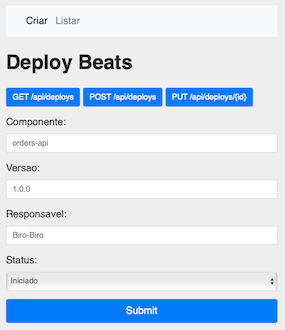 Criar Listar
Deploy Beats
GET /api/deploys POST /api/deploys PUT /api/deploys/{id}
Componente:
orders-api
Versao:
1.0.0
Responsavel:
Biro-Biro
Status:
Iniciado
Submit